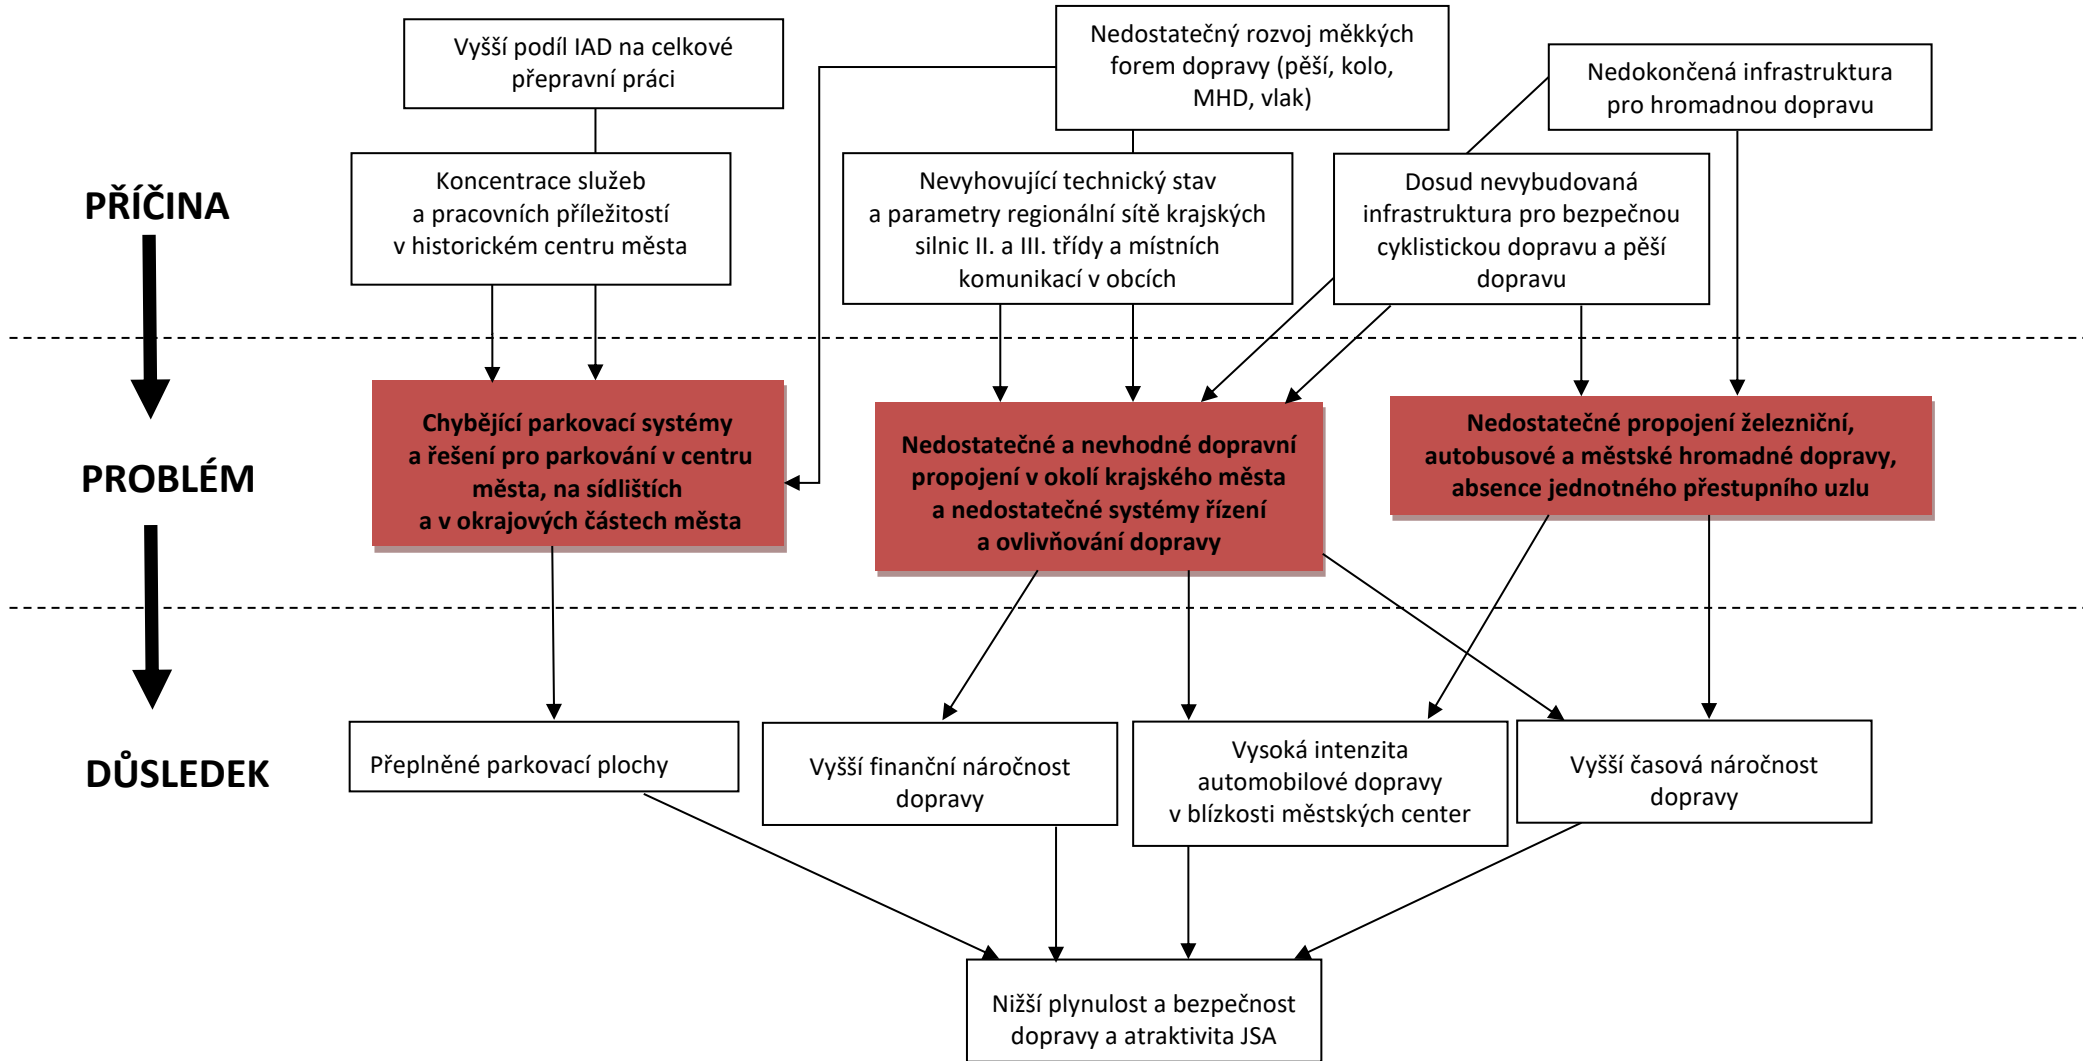 Vyšší podíl IAD na celkové
přepravní práci
Nedostatečný rozvoj měkkých
forem dopravy (pěší, kolo,
MHD, vlak)
Nedokončená infrastruktura
pro hromadnou dopravu
PŘÍČINA
Koncentrace služeb
a pracovních příležitostí
v historickém centru města
Nevyhovující technický stav
a parametry regionální sítě krajských
silnic II. a III. třídy a místních
komunikací v obcích
Dosud nevybudovaná
infrastruktura pro bezpečnou
cyklistickou dopravu a pěší
dopravu
PROBLÉM
Chybějící parkovací systémy
a řešení pro parkování v centru
města, na sídlištích
a v okrajových částech města
Nedostatečné a nevhodné dopravní
propojení v okolí krajského města
a nedostatečné systémy řízení
a ovlivňování dopravy
Nedostatečné propojení železniční,
autobusové a městské hromadné dopravy,
absence jednotného přestupního uzlu
DŮSLEDEK
Přeplněné parkovací plochy
Vyšší finanční náročnost
dopravy
Vysoká intenzita
automobilové dopravy
v blízkosti městských center
Vyšší časová náročnost
dopravy
Nižší plynulost a bezpečnost
dopravy a atraktivita JSA